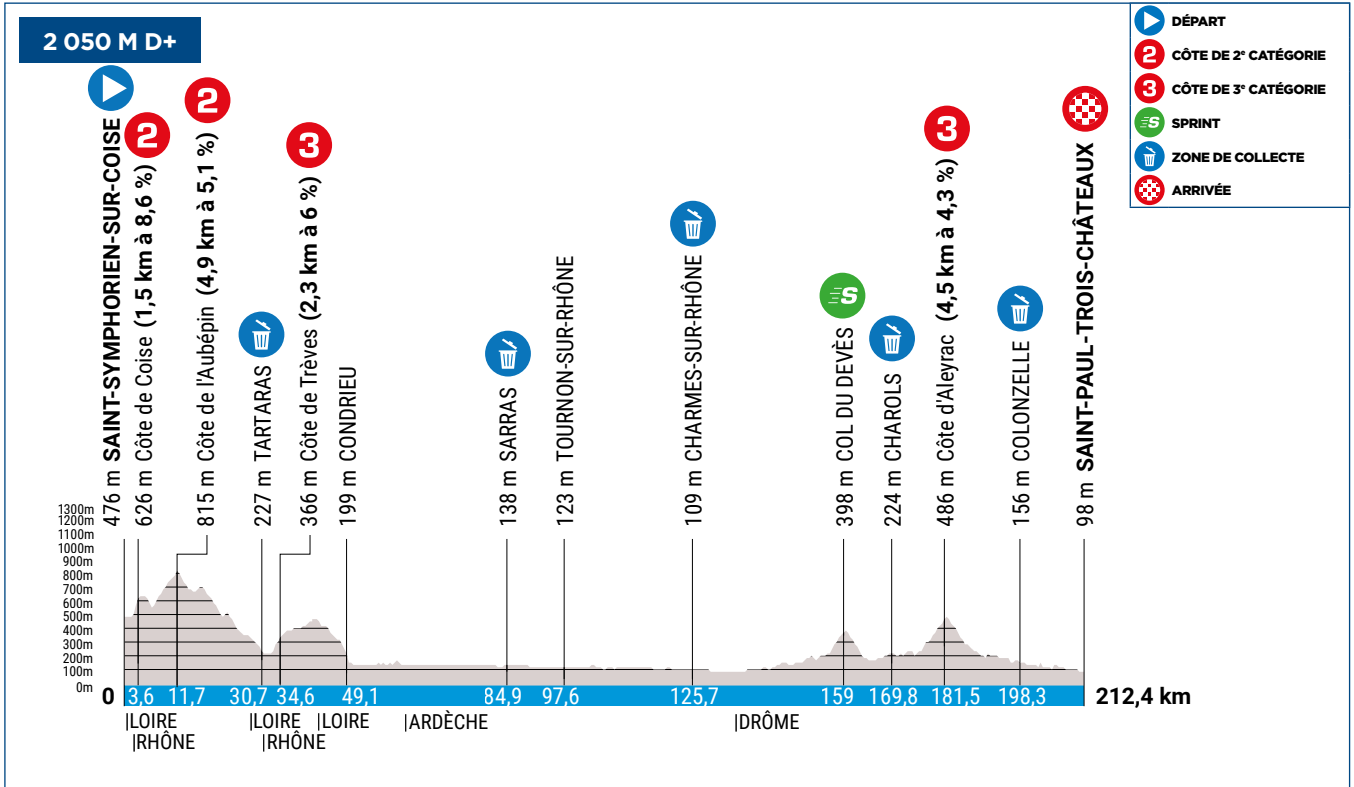 2 050 M D+
DÉPART
2 CÔTE DE 2e CATÉGORIE
3 CÔTE DE 3e CATÉGORIE
S SPRINT
ZONE DE COLLECTE
ARRIVÉE
476 m SAINT-SYMPHORIEN-SUR-COISE
2
626 m Côte de Coise (1,5 km à 8,6 %)
2
815 m Côte de l'Aubépin (4,9 km à 5,1 %)
227 m TARTARAS
3
366 m Côte de Trèves (2,3 km à 6 %)
199 m CONDRIEU
138 m SARRAS
123 m TOURNON-SUR-RHÔNE
109 m CHARMES-SUR-RHÔNE
S
398 m COL DU DEVÈS
224 m CHAROLS
3
486 m Côte d'Aleyrac (4,5 km à 4,3 %)
156 m COLONZELLE
98 m SAINT-PAUL-TROIS-CHÂTEAUX
1300m
1200m
1100m
1000m
900m
800m
700m
600m
500m
400m
300m
200m
100m
0m
0 3,6 11,7 30,7 34,6 49,1 84,9 97,6 125,7 159 169,8 181,5 198,3 212,4 km
|LOIRE |LOIRE |LOIRE |ARDÈCHE |DRÔME
|RHÔNE |RHÔNE